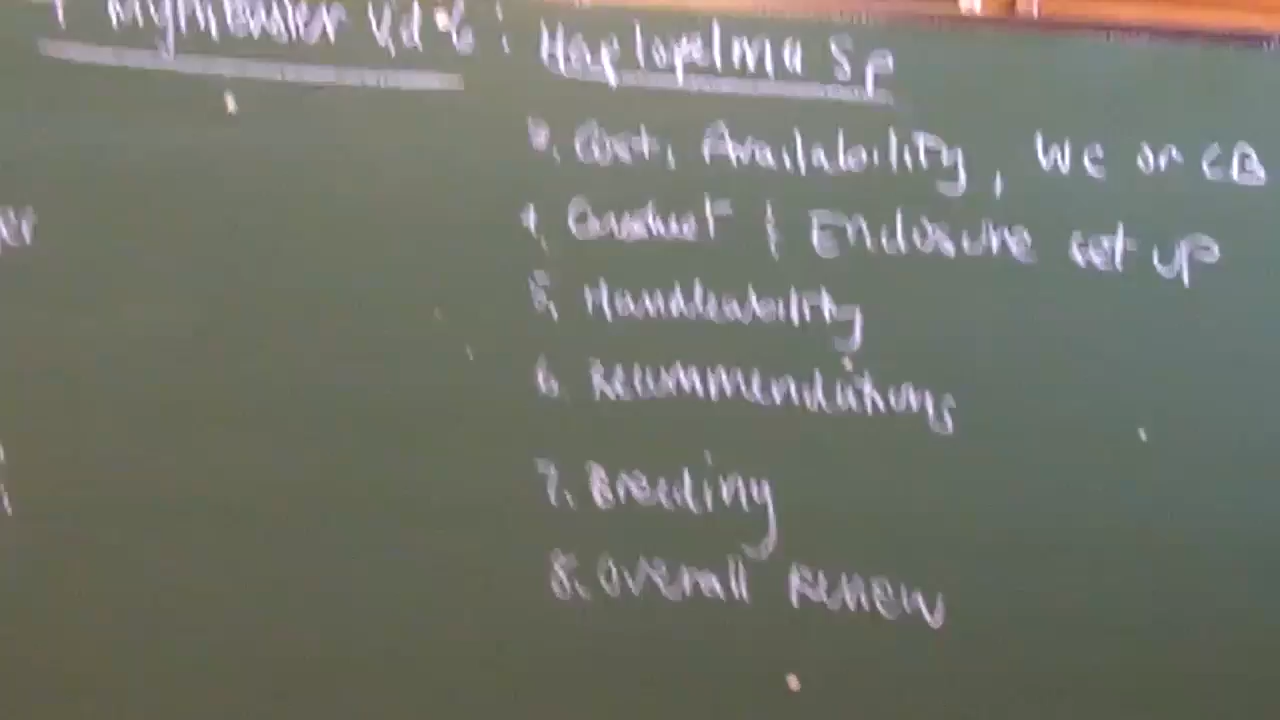 Haplopelma Sp
3. Cost, Availability, WC or CB
4. & Enclosure set up
5. Handleability
6. Recommendations
7. Breeding
8. Overall Review